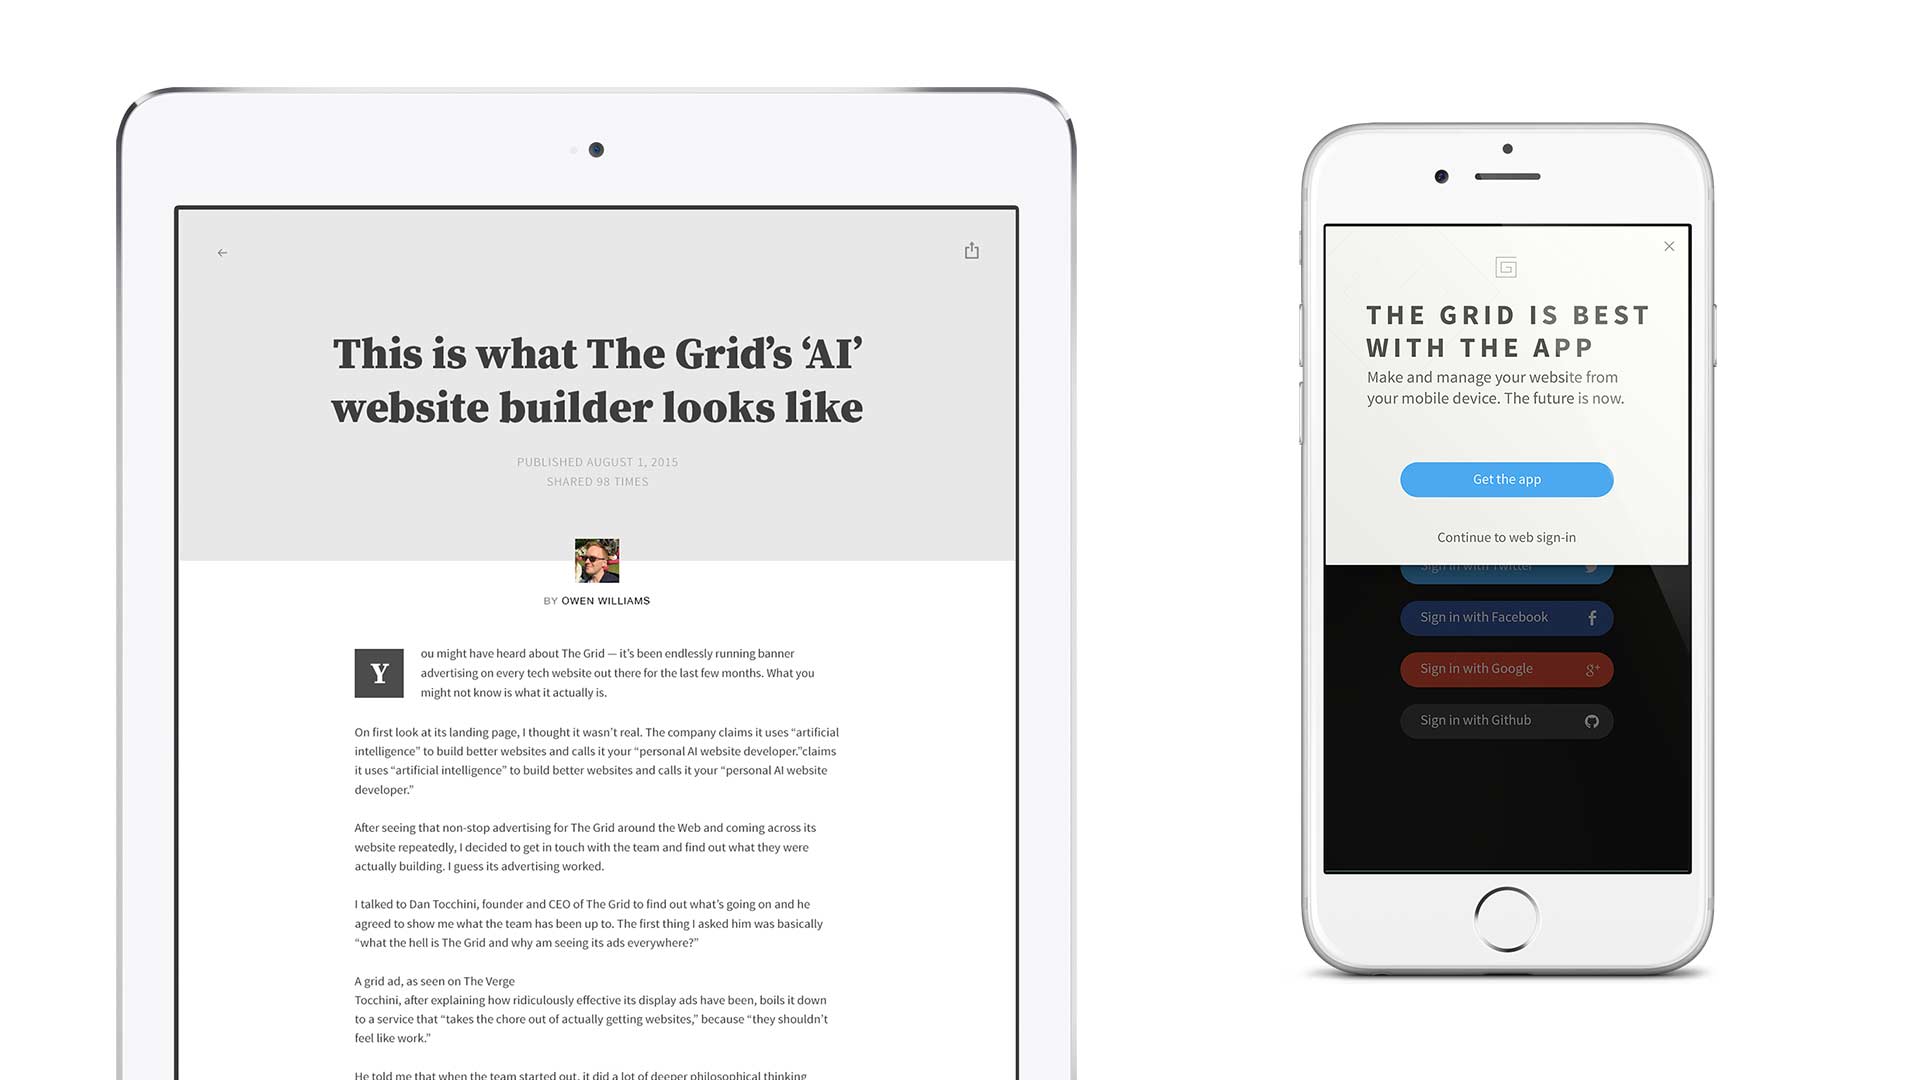 This is what The Grid’s ‘AI’
website builder looks like
PUBLISHED AUGUST 1, 2015
SHARED 98 TIMES
BY OWEN WILLIAMS
You might have heard about The Grid — it’s been endlessly running banner
advertising on every tech website out there for the last few months. What you
might not know is what it actually is.
On first look at its landing page, I thought it wasn’t real. The company claims it uses “artificial
intelligence” to build better websites and calls it your “personal AI website developer.”claims
it uses “artificial intelligence” to build better websites and calls it your “personal AI website
developer.”
After seeing that non-stop advertising for The Grid around the Web and coming across its
website repeatedly, I decided to get in touch with the team and find out what they were
actually building. I guess its advertising worked.
I talked to Dan Tocchini, founder and CEO of The Grid to find out what’s going on and he
agreed to show me what the team has been up to. The first thing I asked him was basically
“what the hell is The Grid and why am seeing its ads everywhere?”
A grid ad, as seen on The Verge
Tocchini, after explaining how ridiculously effective its display ads have been, boils it down
to a service that “takes the chore out of actually getting websites,” because “they shouldn’t
feel like work.”
He told me that when the team started out, it did a lot of deeper philosophical thinking
THE GRID IS BEST
WITH THE APP
Make and manage your website from
your mobile device. The future is now.
Get the app
Continue to web sign-in
Sign in with Twitter
Sign in with Facebook
Sign in with Google
Sign in with Github